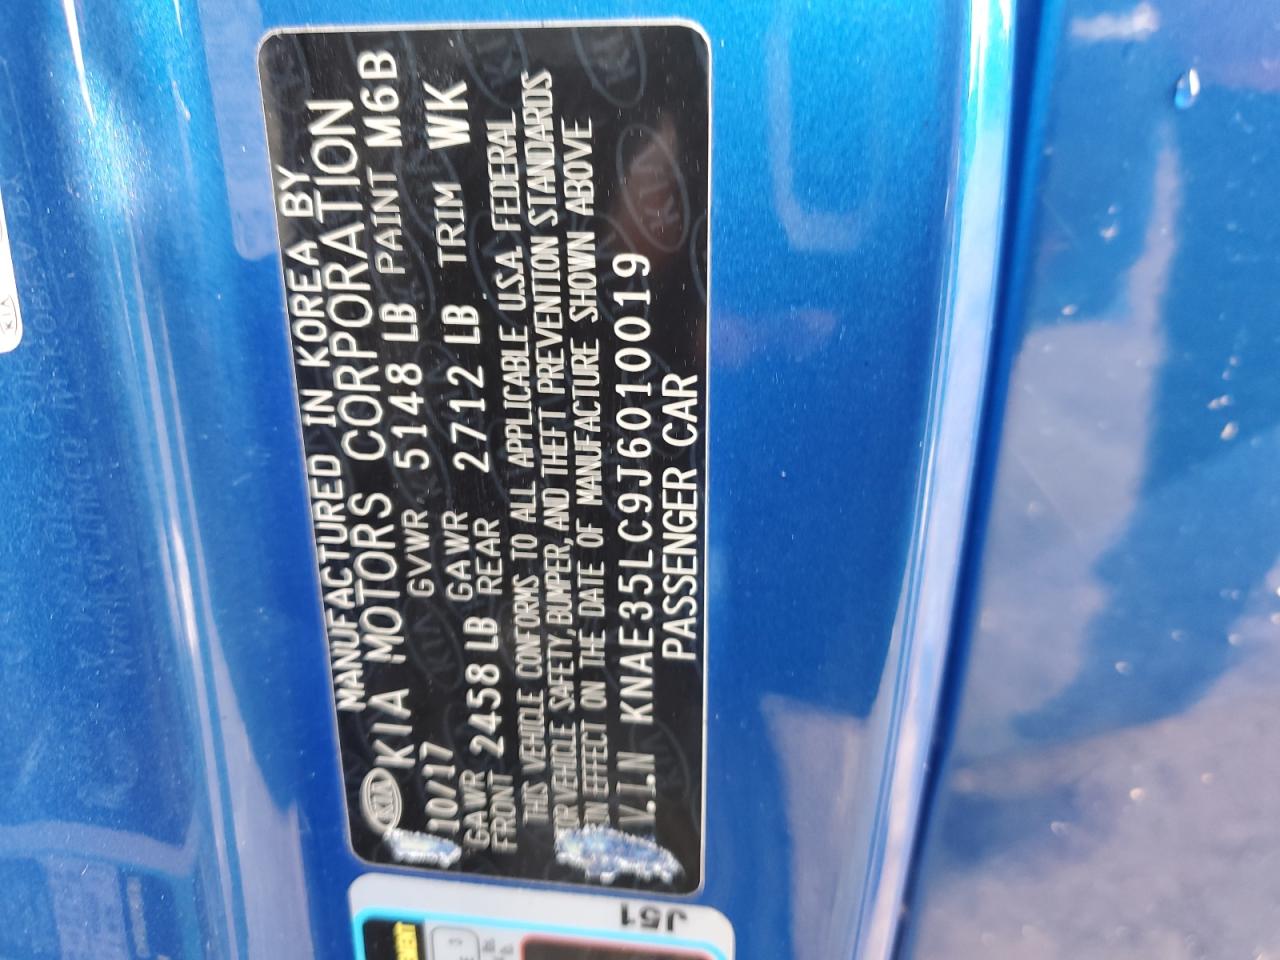 MANUFACTURED IN KOREA BY
KIA KIA MOTORS CORPORATION
10/17 GVWR 5148 LB PAINT M6B
GAWR FRONT 2458 LB GAWR REAR 2712 LB TRIM WK
THIS VEHICLE CONFORMS TO ALL APPLICABLE U.S.A. FEDERAL
VEHICLE SAFETY, BUMPER, AND THEFT PREVENTION STANDARDS
IN EFFECT ON THE DATE OF MANUFACTURE SHOWN ABOVE
V.I.N KNAE35LC9J6010019
PASSENGER CAR
J51